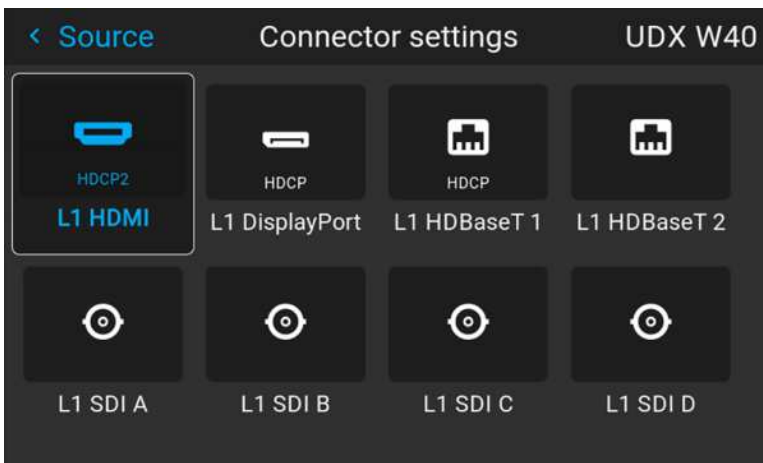 < Source Connector settings UDX W40
HDCP2 HDCP HDCP
L1 HDMI L1 DisplayPort L1 HDBaseT 1 L1 HDBaseT 2
L1 SDI A L1 SDI B L1 SDI C L1 SDI D